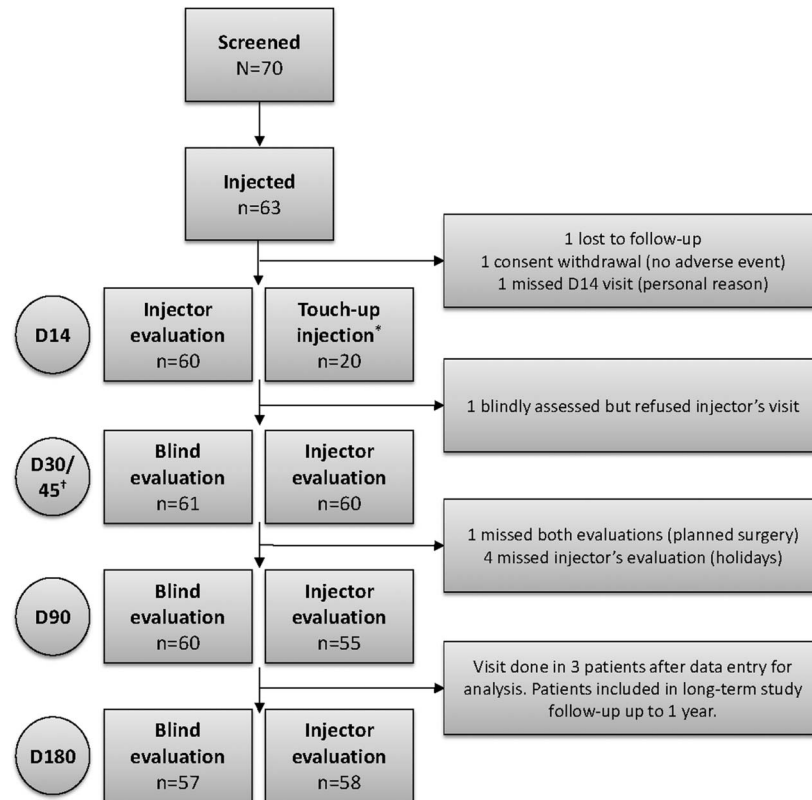 Screened
N=70
Injected
n=63
1 lost to follow-up
1 consent withdrawal (no adverse event)
1 missed D14 visit (personal reason)
D14
Injector
evaluation
n=60
Touch-up
injection*
n=20
1 blindly assessed but refused injector's visit
D30/
45†
Blind
evaluation
n=61
Injector
evaluation
n=60
1 missed both evaluations (planned surgery)
4 missed injector's evaluation (holidays)
D90
Blind
evaluation
n=60
Injector
evaluation
n=55
Visit done in 3 patients after data entry for
analysis. Patients included in long-term study
follow-up up to 1 year.
D180
Blind
evaluation
n=57
Injector
evaluation
n=58